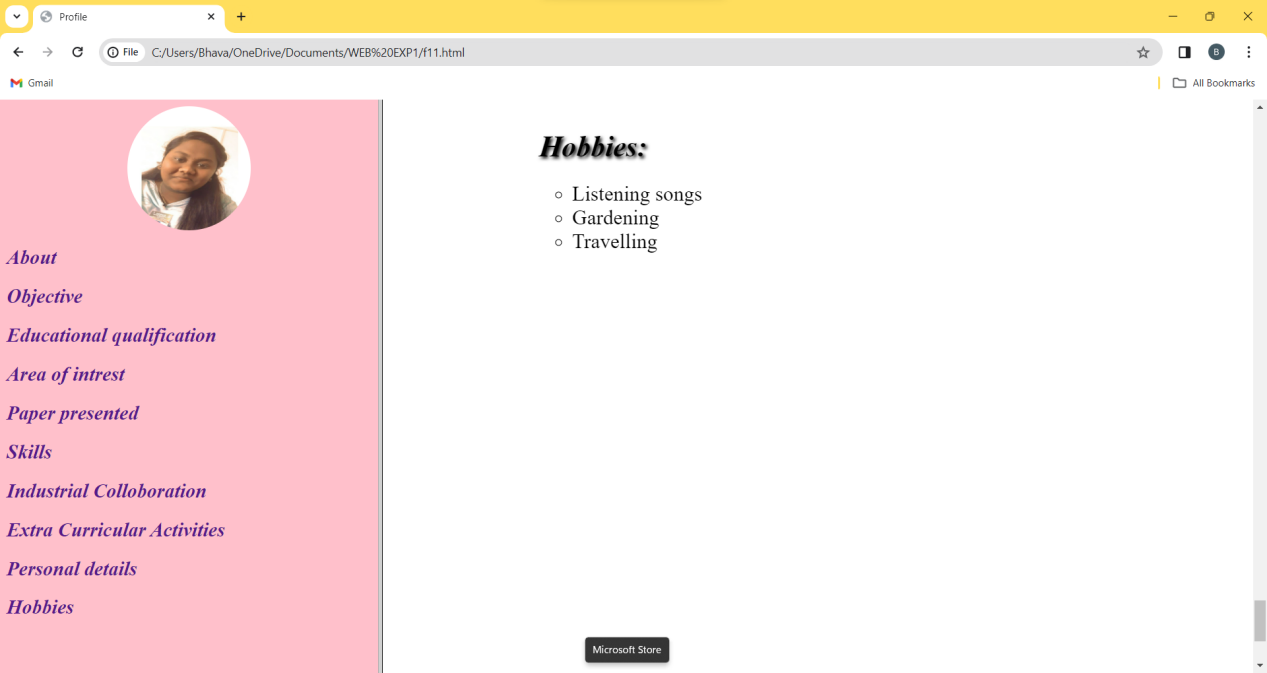 Profile
File C:/Users/Bhava/OneDrive/Documents/WEB%20EXP1/f11.html
B
Gmail
All Bookmarks
About
Objective
Educational qualification
Area of intrest
Paper presented
Skills
Industrial Colloboration
Extra Curricular Activities
Personal details
Hobbies
Hobbies:
Listening songs
Gardening
Travelling
Microsoft Store